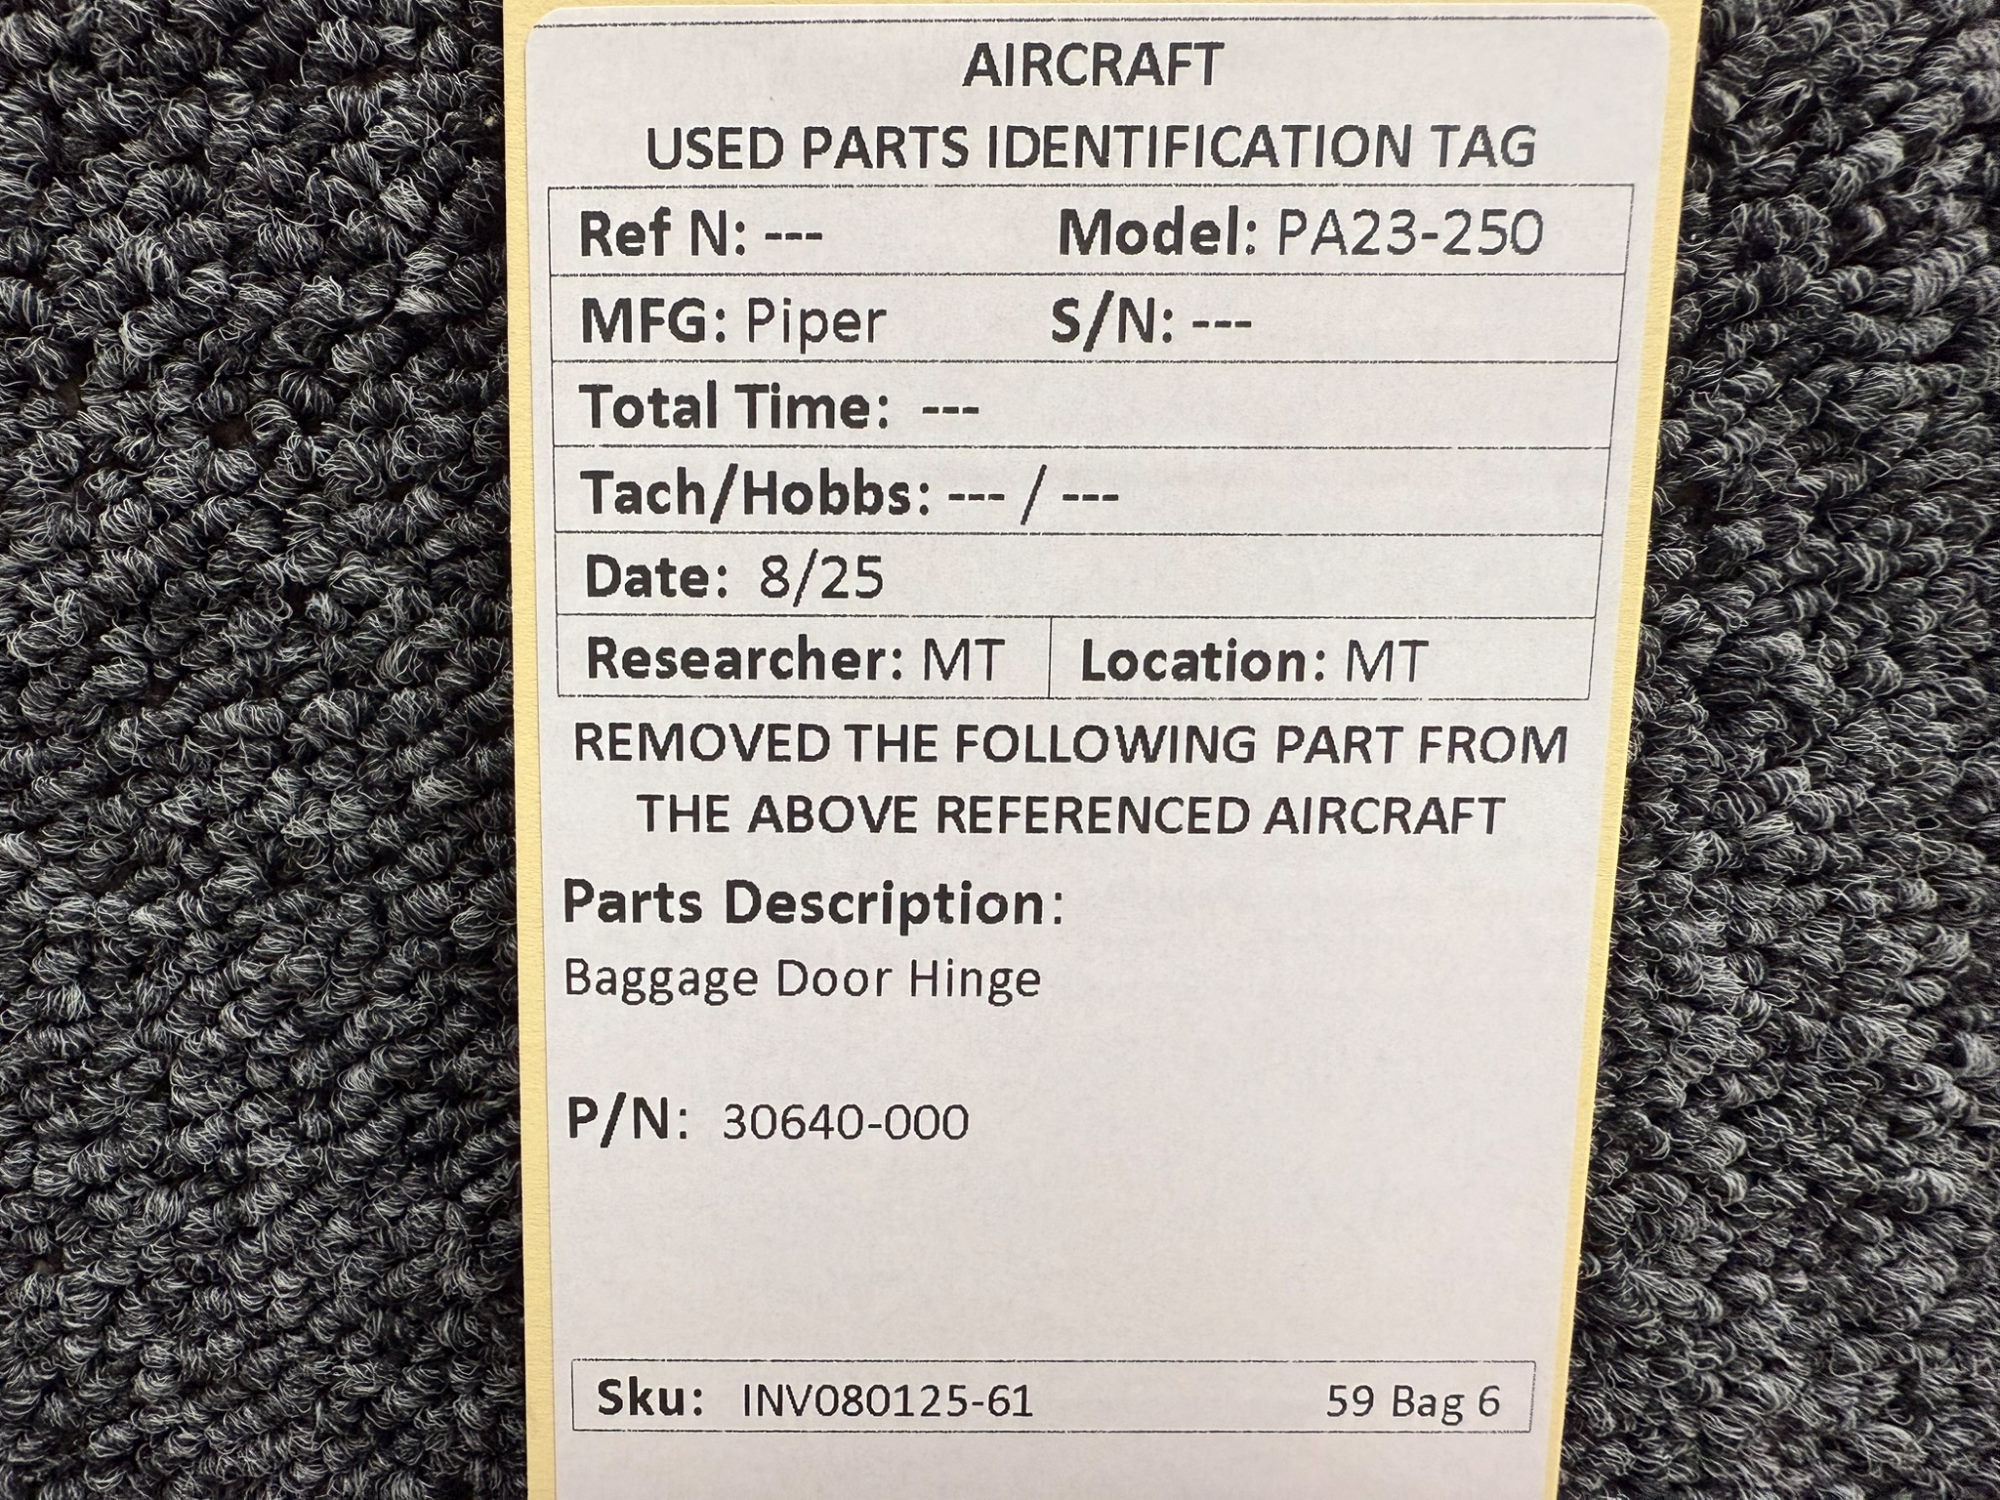 AIRCRAFT
USED PARTS IDENTIFICATION TAG
Ref N: --- Model: PA23-250
MFG: Piper S/N: ---
Total Time: ---
Tach/Hobbs: --- / ---
Date: 8/25
Researcher: MT Location: MT
REMOVED THE FOLLOWING PART FROM
THE ABOVE REFERENCED AIRCRAFT
Parts Description:
Baggage Door Hinge
P/N: 30640-000
Sku: INV080125-61 59 Bag 6